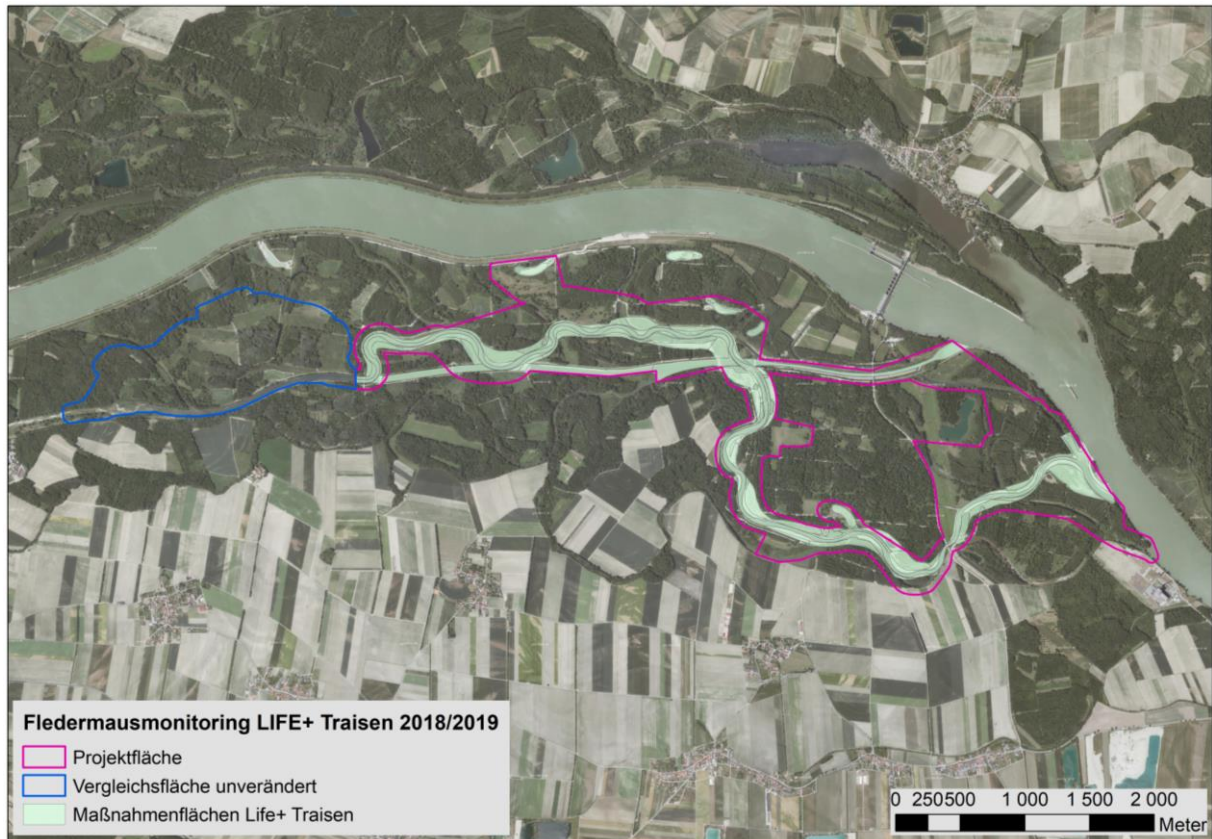 Fledermausmonitoring LIFE+ Traisen 2018/2019
Projektfläche
Vergleichsfläche unverändert
Maßnahmenflächen Life+ Traisen
0 250500 1 000 1 500 2 000
Meter